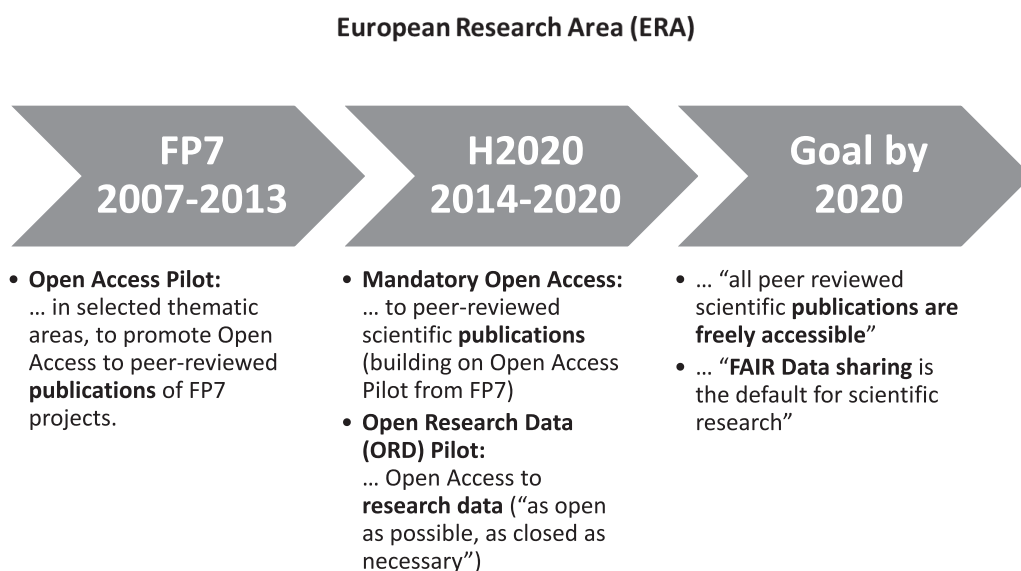 European Research Area (ERA)
FP7
2007-2013
• Open Access Pilot:
... in selected thematic
areas, to promote Open
Access to peer-reviewed
publications of FP7
projects.
H2020
2014-2020
• Mandatory Open Access:
... to peer-reviewed
scientific publications
(building on Open Access
Pilot from FP7)
• Open Research Data
(ORD) Pilot:
... Open Access to
research data (“as open
as possible, as closed as
necessary”)
Goal by
2020
• ... “all peer reviewed
scientific publications are
freely accessible”
• ... “FAIR Data sharing is
the default for scientific
research”